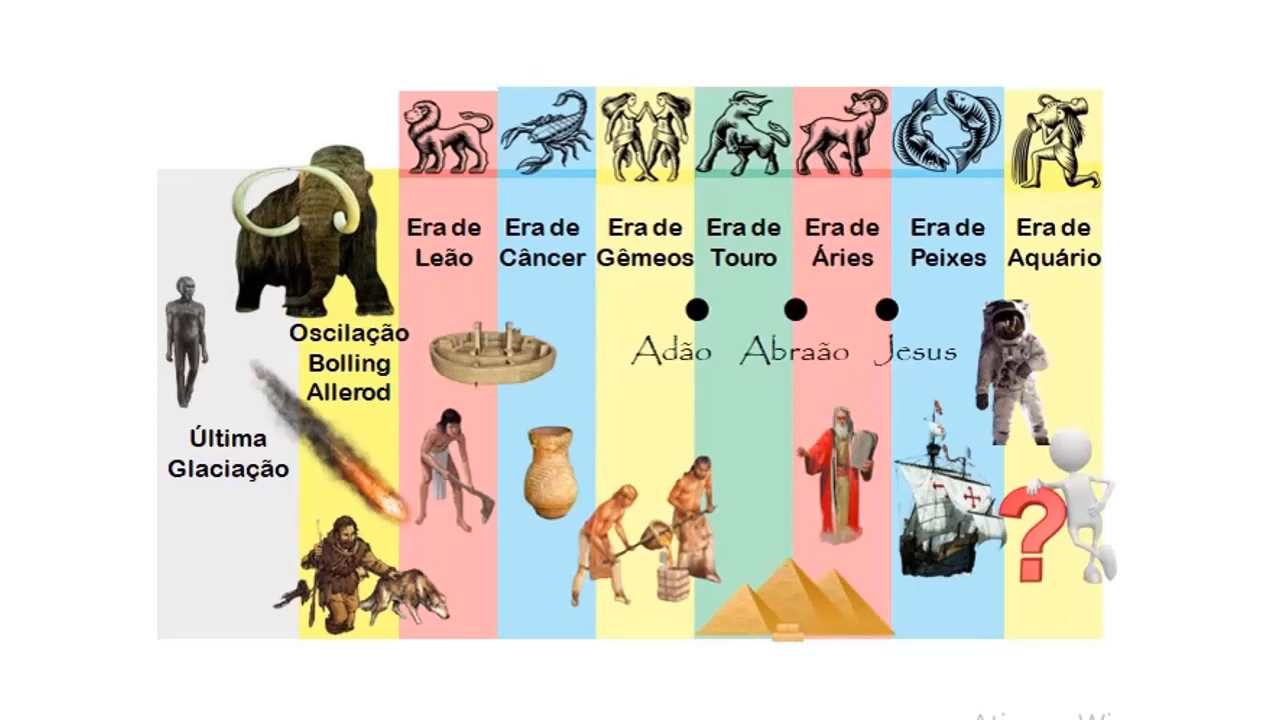 Era de
Leão
Era de
Câncer
Era de
Gêmeos
Era de
Touro
Era de
Áries
Era de
Peixes
Era de
Aquário
Oscilação
Bolling
Allerod
Adão
Abraão
Jesus
Última
Glaciação
?